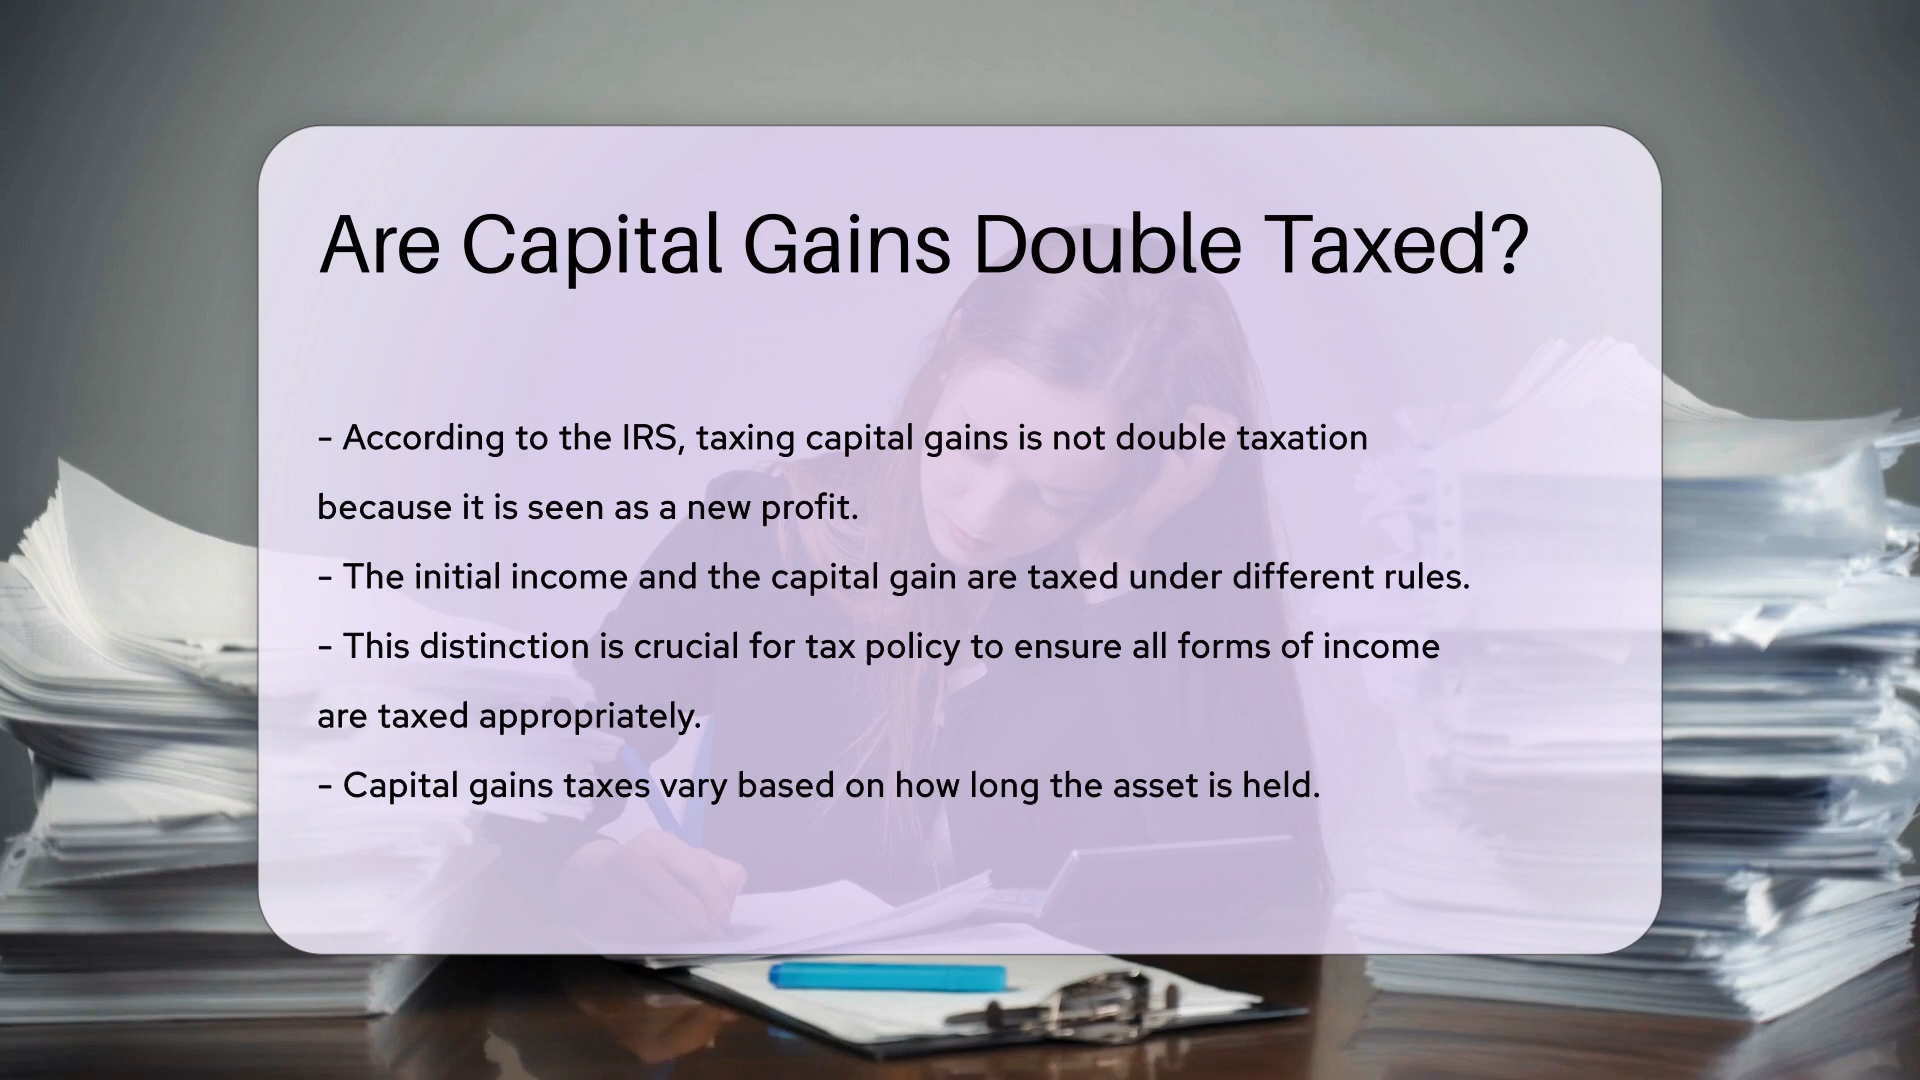 Are Capital Gains Double Taxed?
– According to the IRS, taxing capital gains is not double taxation
because it is seen as a new profit.
– The initial income and the capital gain are taxed under different rules.
– This distinction is crucial for tax policy to ensure all forms of income
are taxed appropriately.
– Capital gains taxes vary based on how long the asset is held.